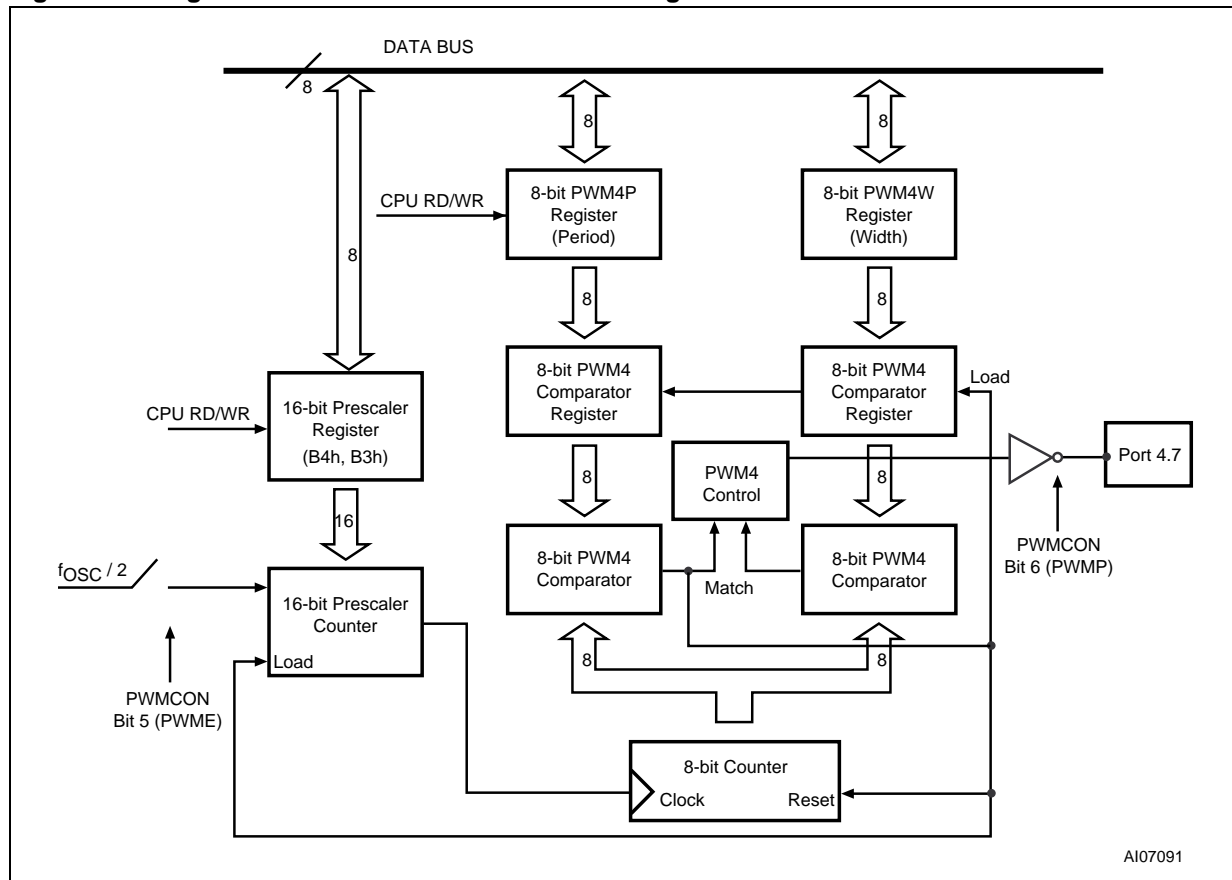 DATA BUS
8
8
8
8
CPU RD/WR
8-bit PWM4P
Register
(Period)
8-bit PWM4W
Register
(Width)
8
8
8-bit PWM4
Comparator
Register
8-bit PWM4
Comparator
Register
Load
CPU RD/WR
16-bit Prescaler
Register
(B4h, B3h)
8
PWM4
Control
8
Port 4.7
16
8-bit PWM4
Comparator
Match
8-bit PWM4
Comparator
PWMCON
Bit 6 (PWMP)
fOSC / 2
16-bit Prescaler
Counter
Load
8
8
PWMCON
Bit 5 (PWME)
8-bit Counter
Clock
Reset
AI07091